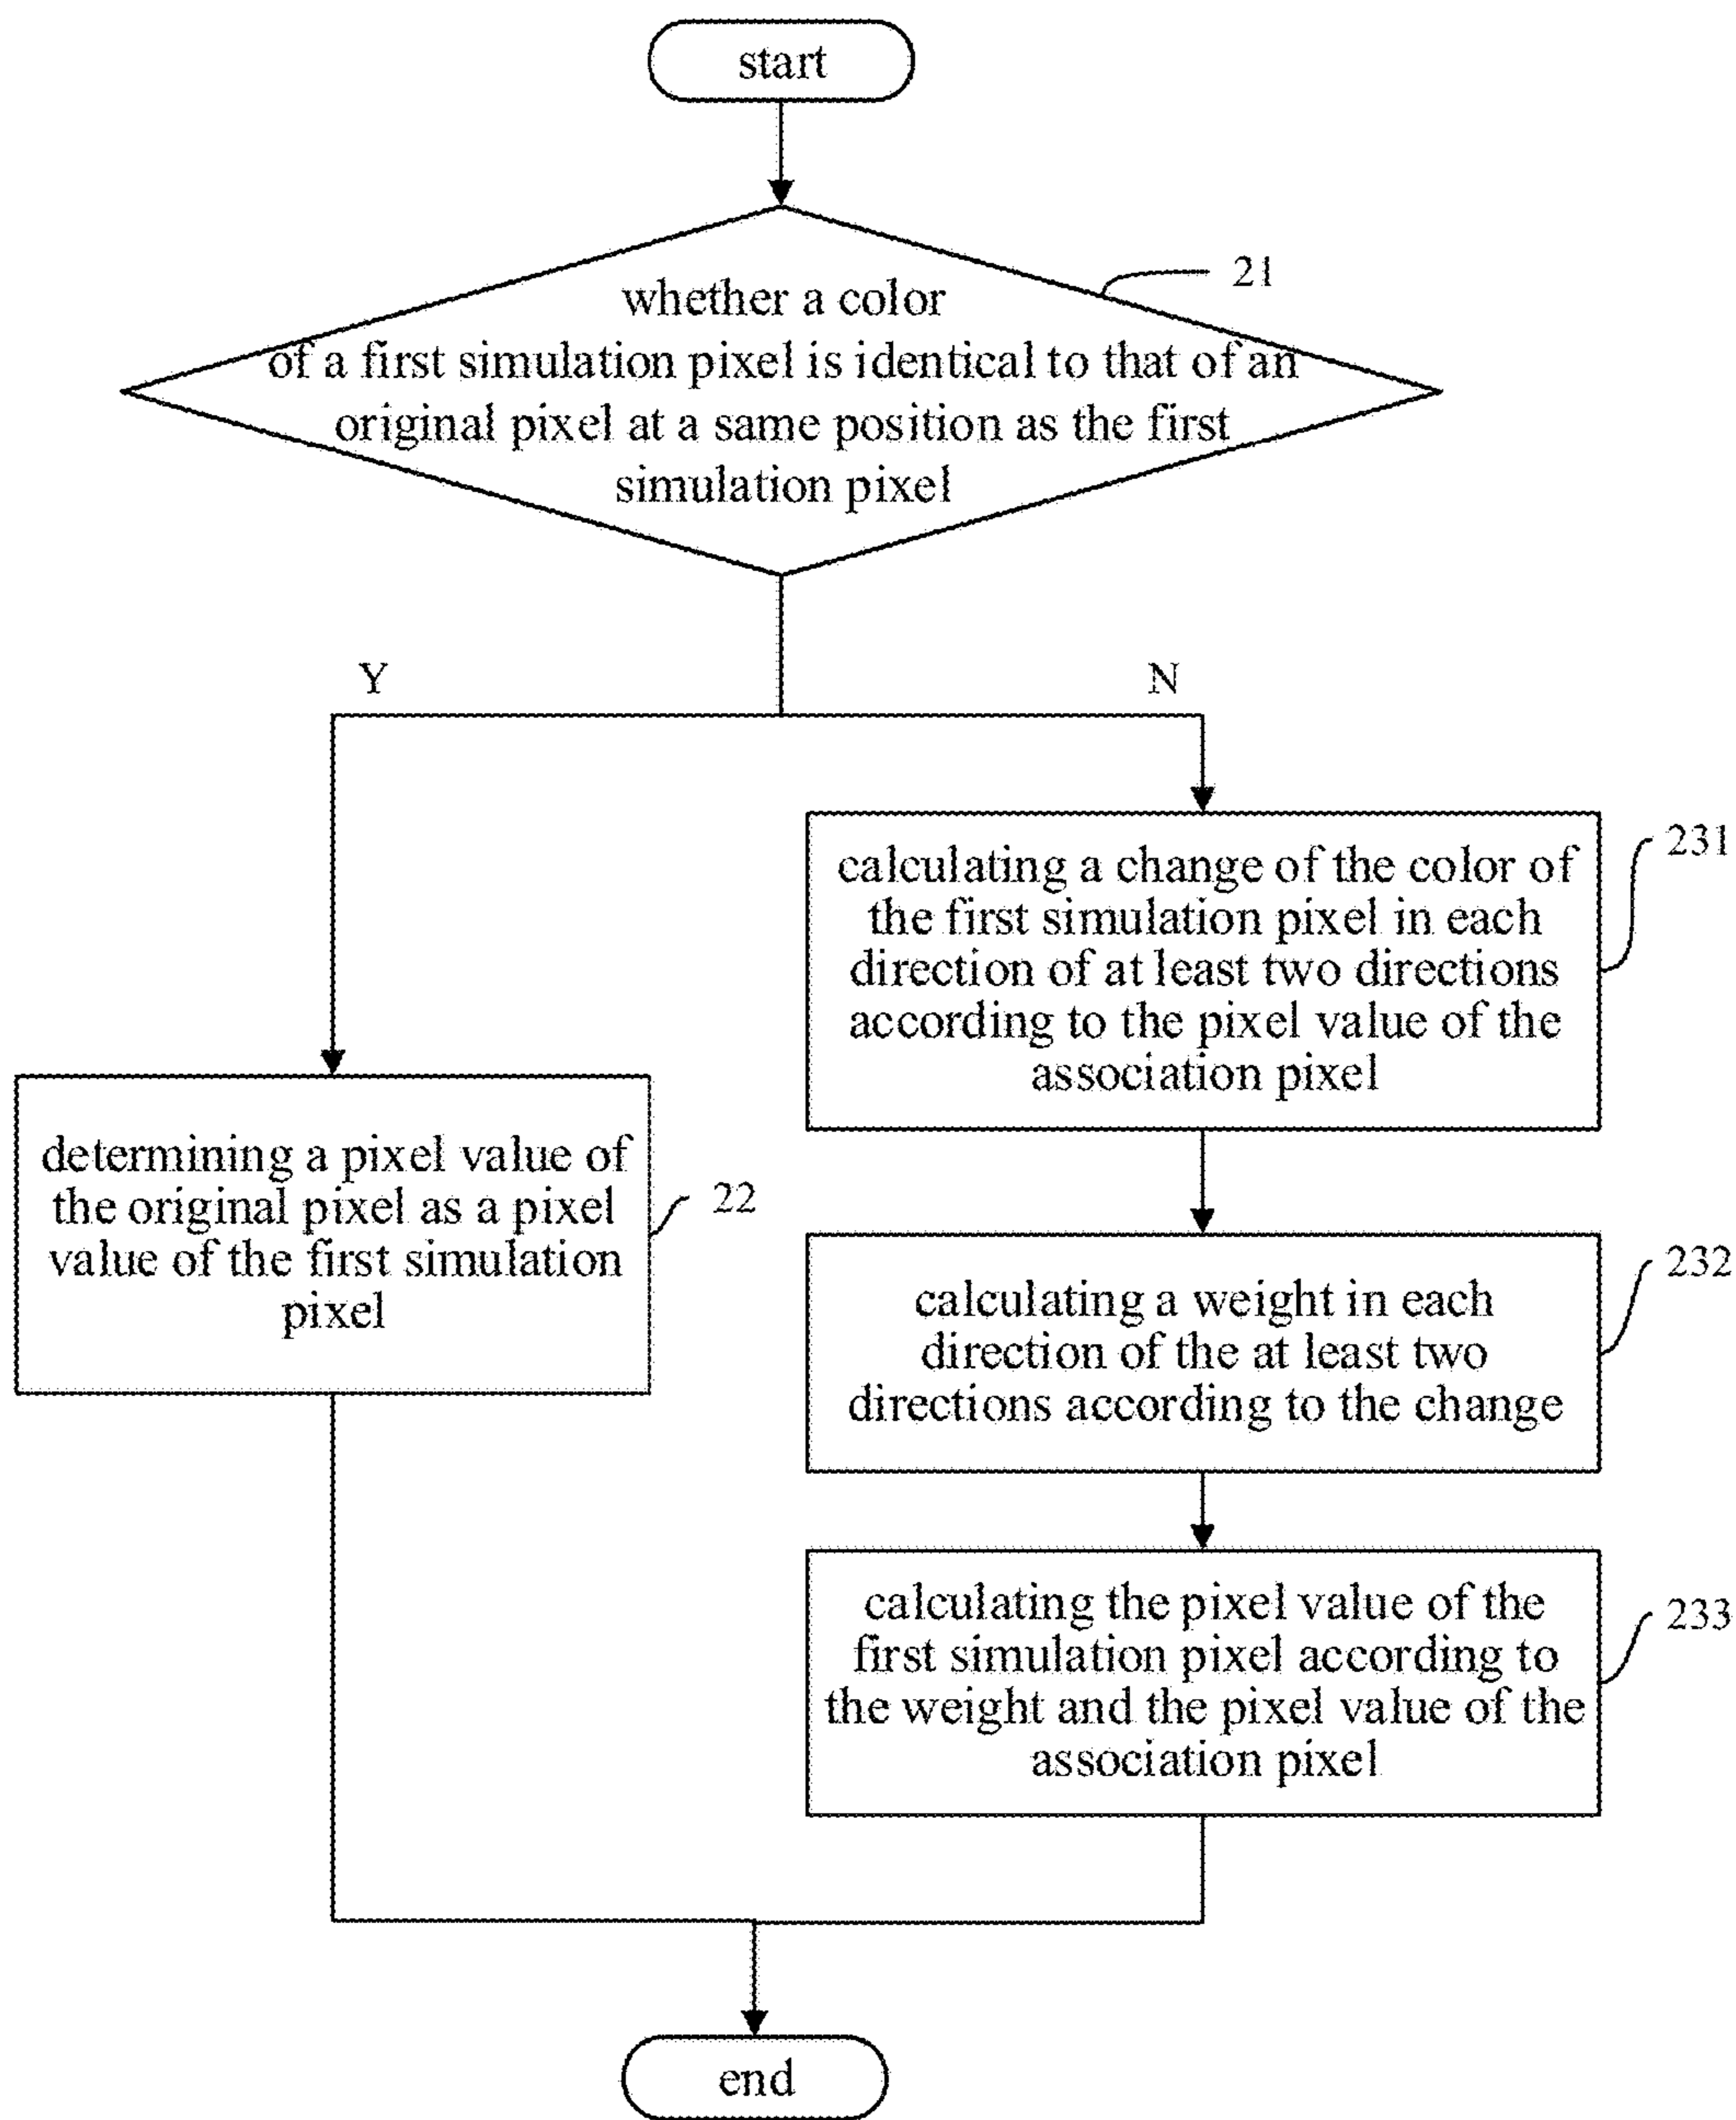 start
whether a color
of a first simulation pixel is identical to that of an
original pixel at a same position as the first
simulation pixel
21
Y
N
calculating a change of the color of
the first simulation pixel in each
direction of at least two directions
according to the pixel value of the
association pixel
231
determining a pixel value of
the original pixel as a pixel
value of the first simulation
pixel
22
calculating a weight in each
direction of the at least two
directions according to the change
232
calculating the pixel value of the
first simulation pixel according to
the weight and the pixel value of the
association pixel
233
end